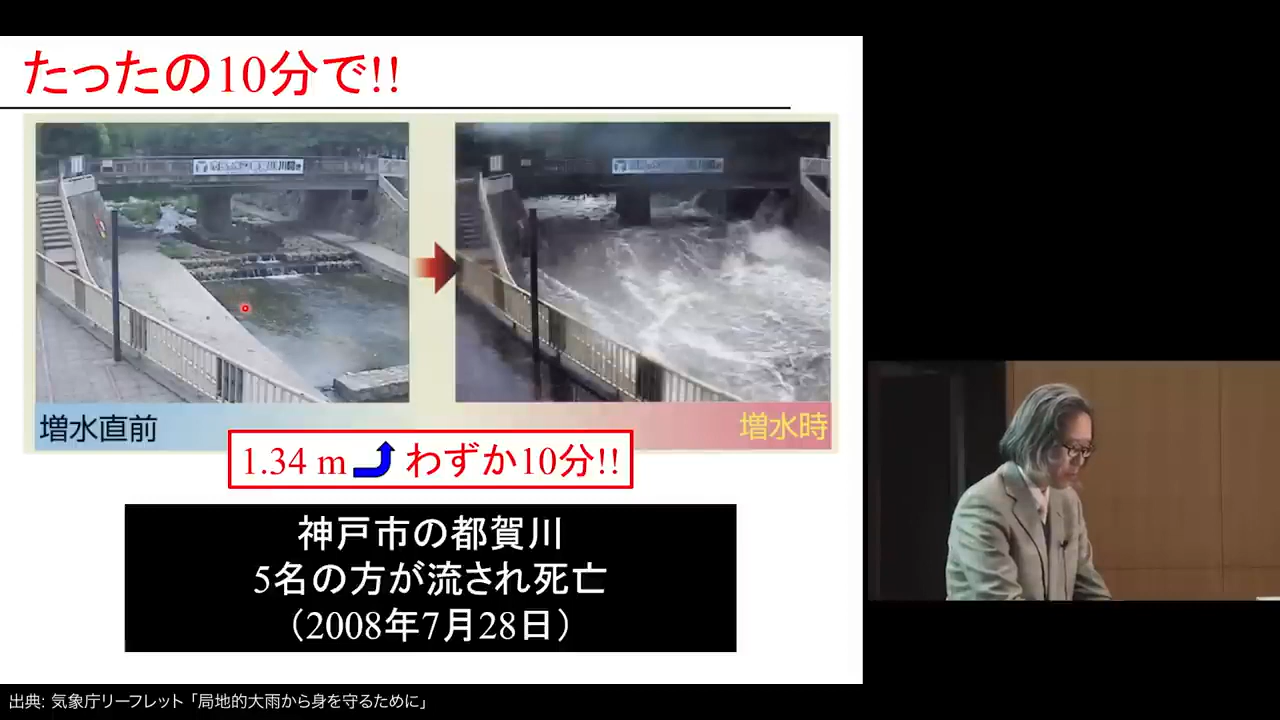 たったの10分で!!
増水直前
増水時
1.34 m わずか10分!!
神戸市の都賀川
5名の方が流され死亡
（2008年7月28日）
出典: 気象庁リーフレット「局地的大雨から身を守るために」